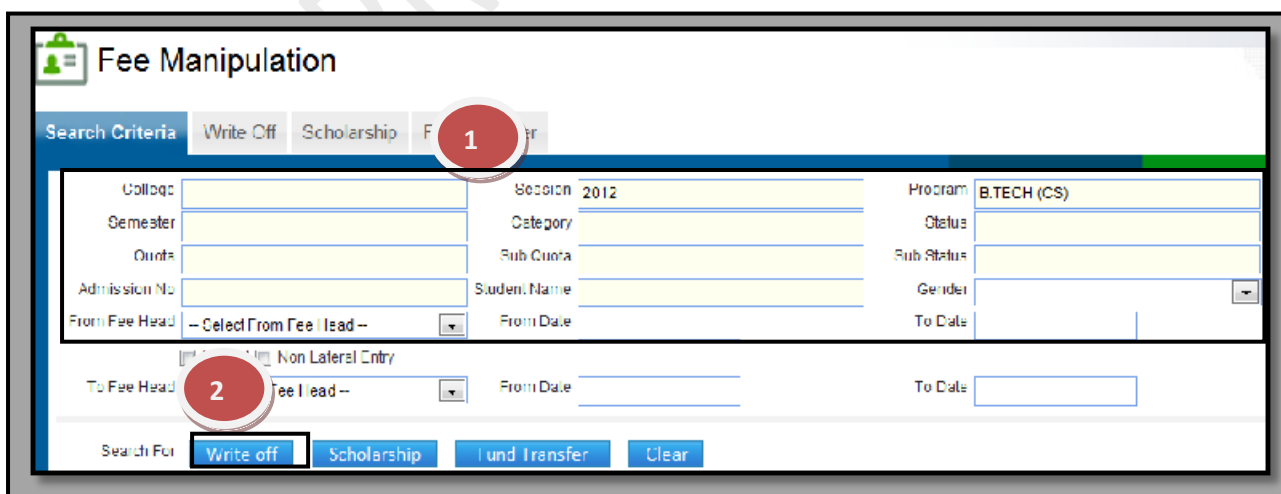 Fee Manipulation
Search Criteria Write Off Scholarship F 1 er
College Session 2012 Program B.TECH (CS)
Semester Category Status
Quota Sub Quota Sub Status
Admission No Student Name Gender
From Fee Head -- Select From Fee Head -- From Date To Date
Non Lateral Entry
To Fee Head 2 Fee Head -- From Date To Date
Search For Write off Scholarship Fund Transfer Clear